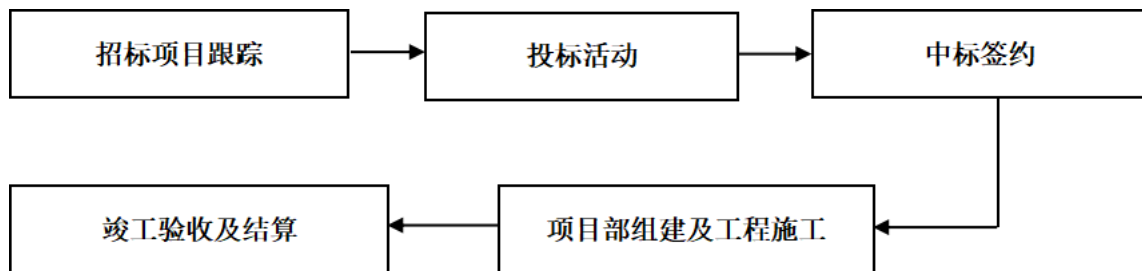 招标项目跟踪
投标活动
中标签约
项目部组建及工程施工
竣工验收及结算